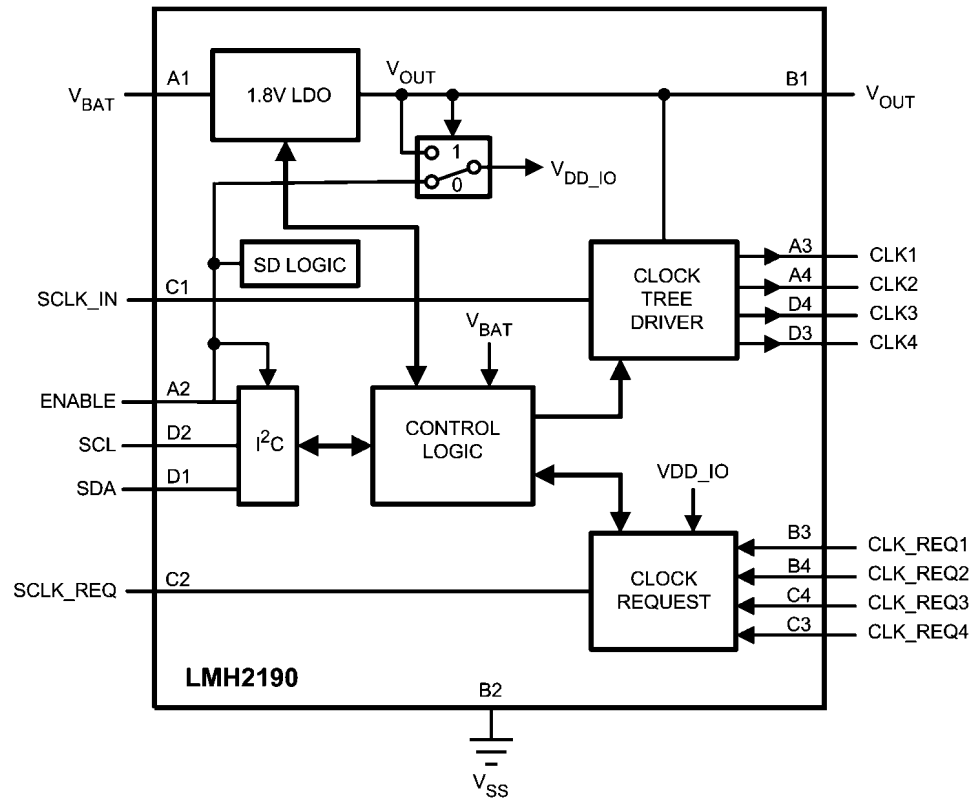 V_BAT
A1
1.8V LDO
V_OUT
B1
V_OUT
1
0
V_DD_IO
SD LOGIC
SCLK_IN
C1
CLOCK
TREE
DRIVER
A3
CLK1
A4
CLK2
D4
CLK3
D3
CLK4
V_BAT
ENABLE
A2
SCL
D2
SDA
D1
I²C
CONTROL
LOGIC
VDD_IO
SCLK_REQ
C2
CLOCK
REQUEST
B3
CLK_REQ1
B4
CLK_REQ2
C4
CLK_REQ3
C3
CLK_REQ4
LMH2190
B2
V_SS